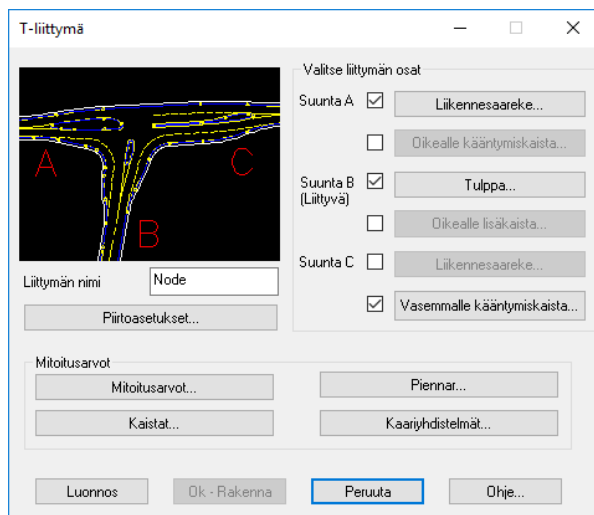 T-liittymä
A
C
B
Valitse liittymän osat
Suunta A
Liikennesaareke...
Oikealle kääntymiskaista...
Suunta B
(Liittyvä)
Tulppa...
Oikealle lisäkaista...
Suunta C
Liikennesaareke...
Vasemmalle kääntymiskaista...
Liittymän nimi
Node
Piirtoasetukset...
Mitoitusarvot
Mitoitusarvot...
Piennar...
Kaistat...
Kaariyhdistelmät...
Luonnos
Ok - Rakenna
Peruuta
Ohje...